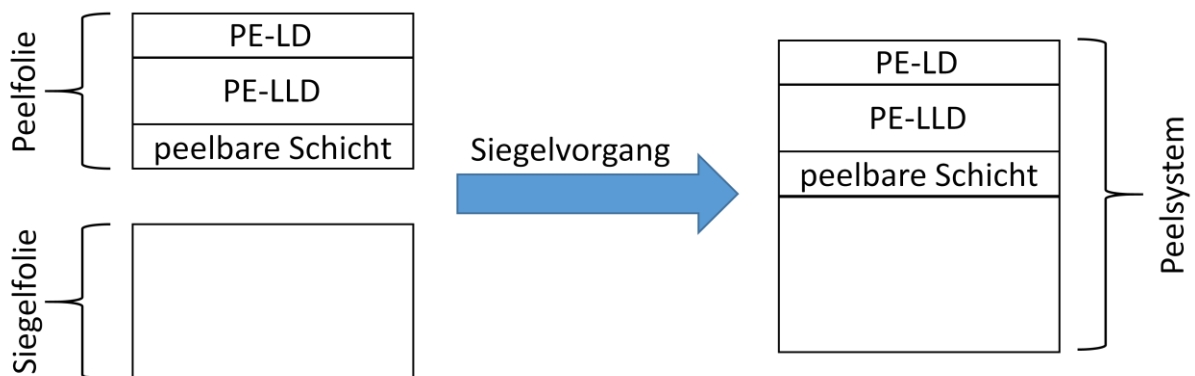 Peelfolie
PE-LD
PE-LLD
peelbare Schicht
Siegelfolie
Siegelvorgang
PE-LD
PE-LLD
peelbare Schicht
Peelsystem